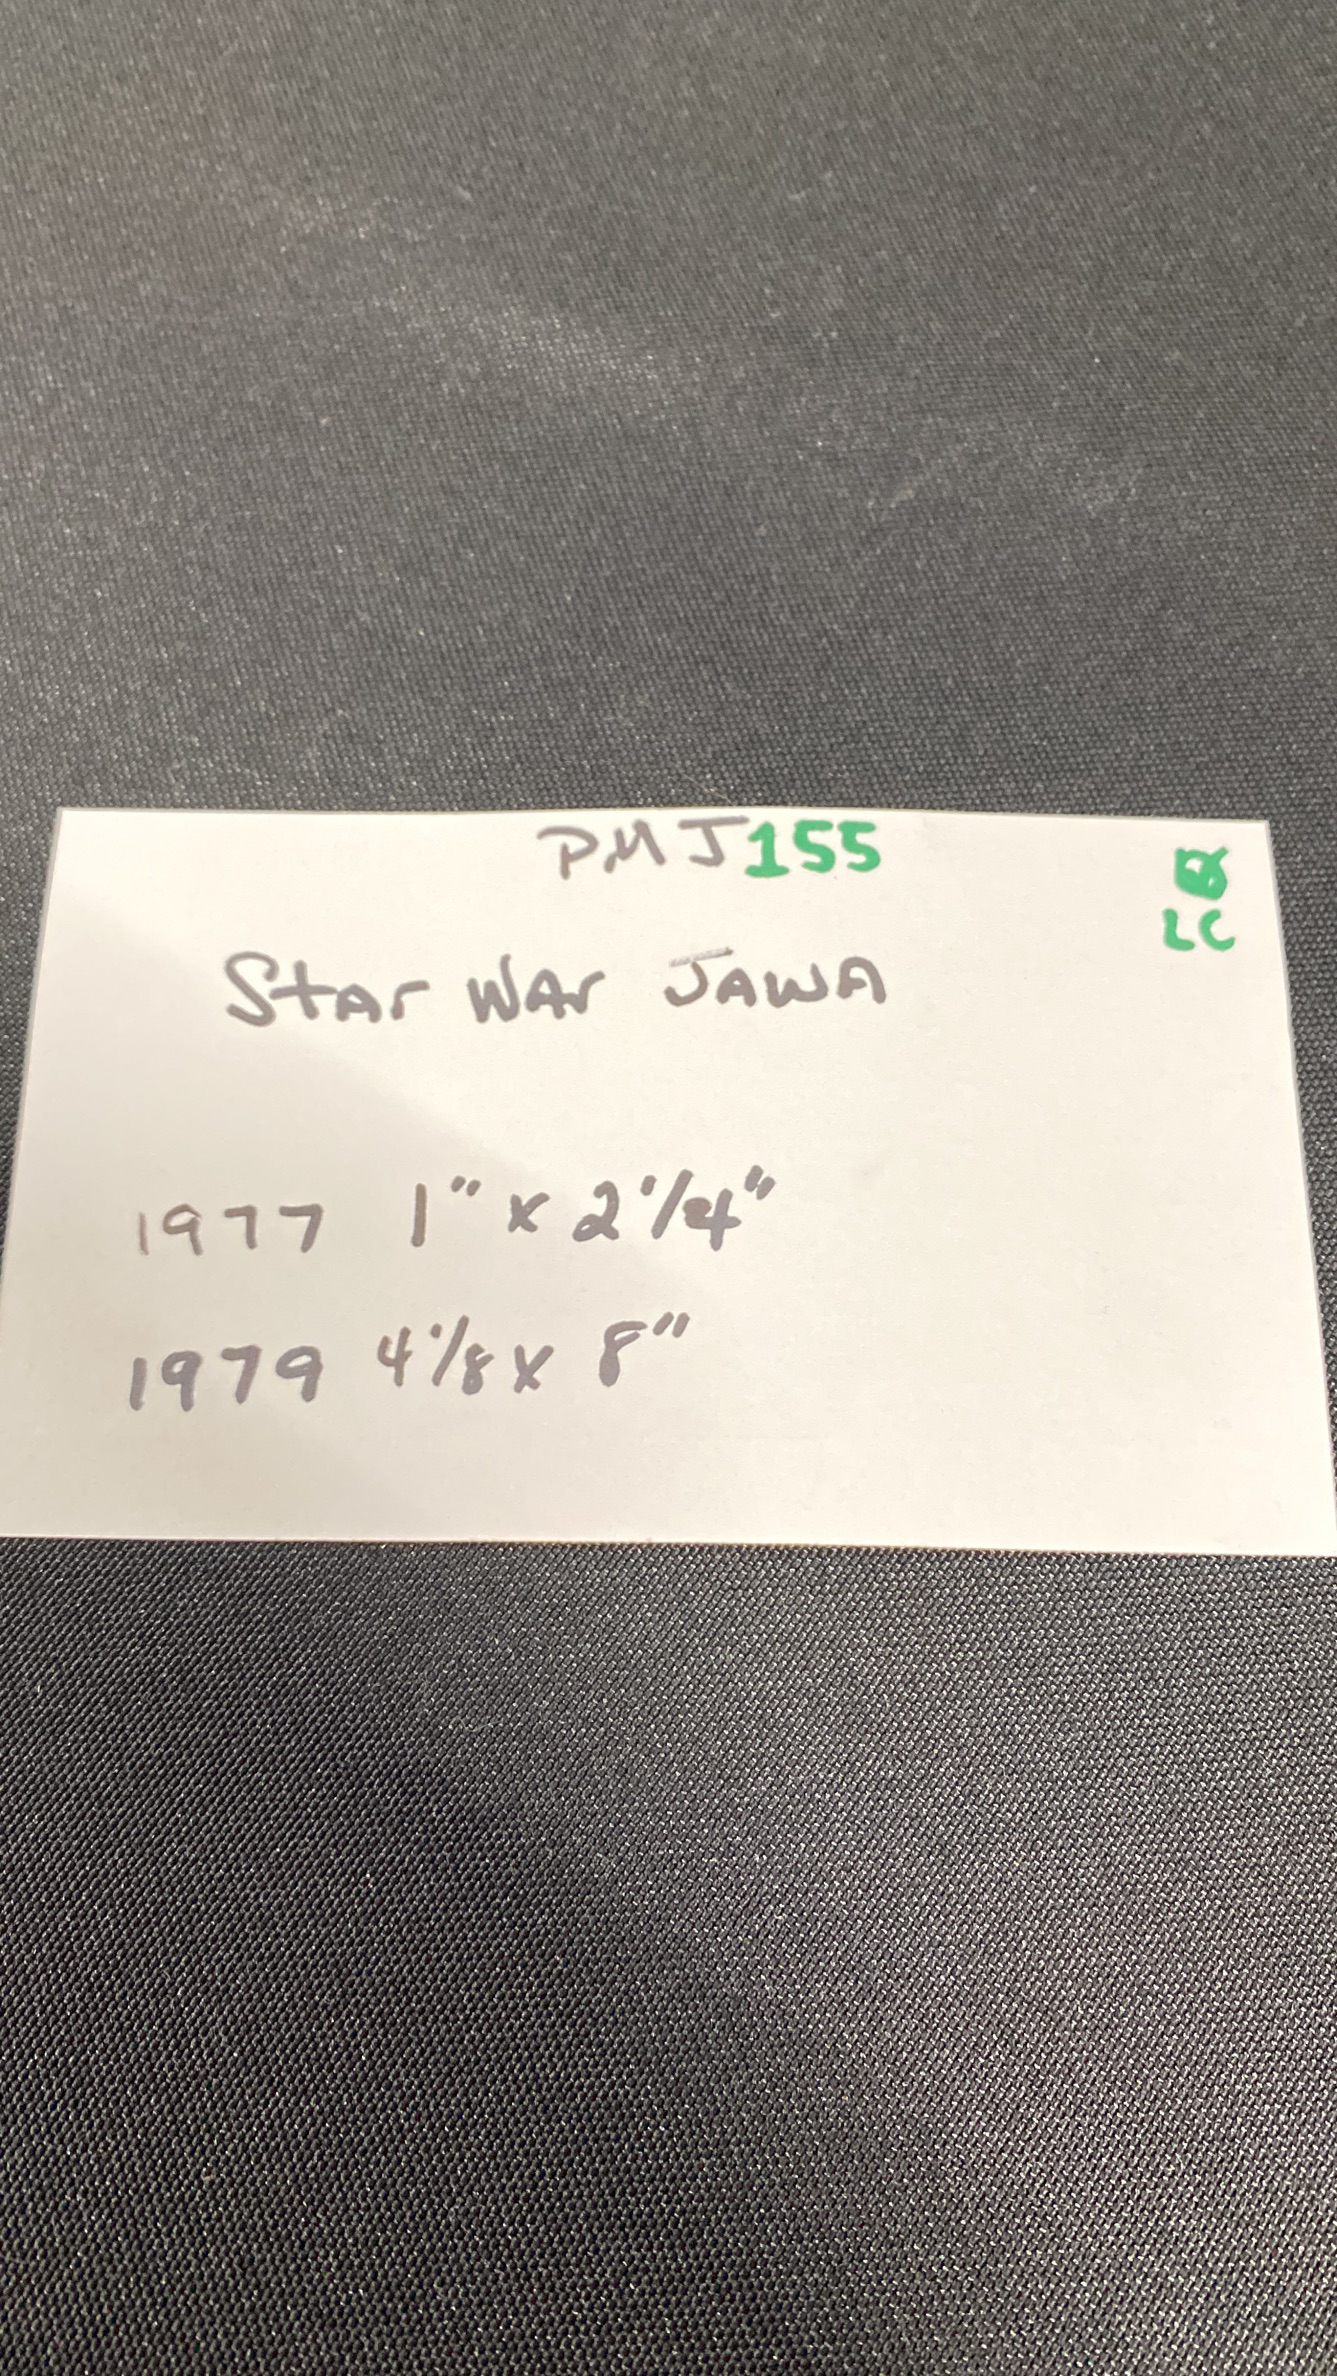 PMJ155
LC
Star War JAWA
1977 1" x 2 1/4"
1979 4 1/8 x 8"